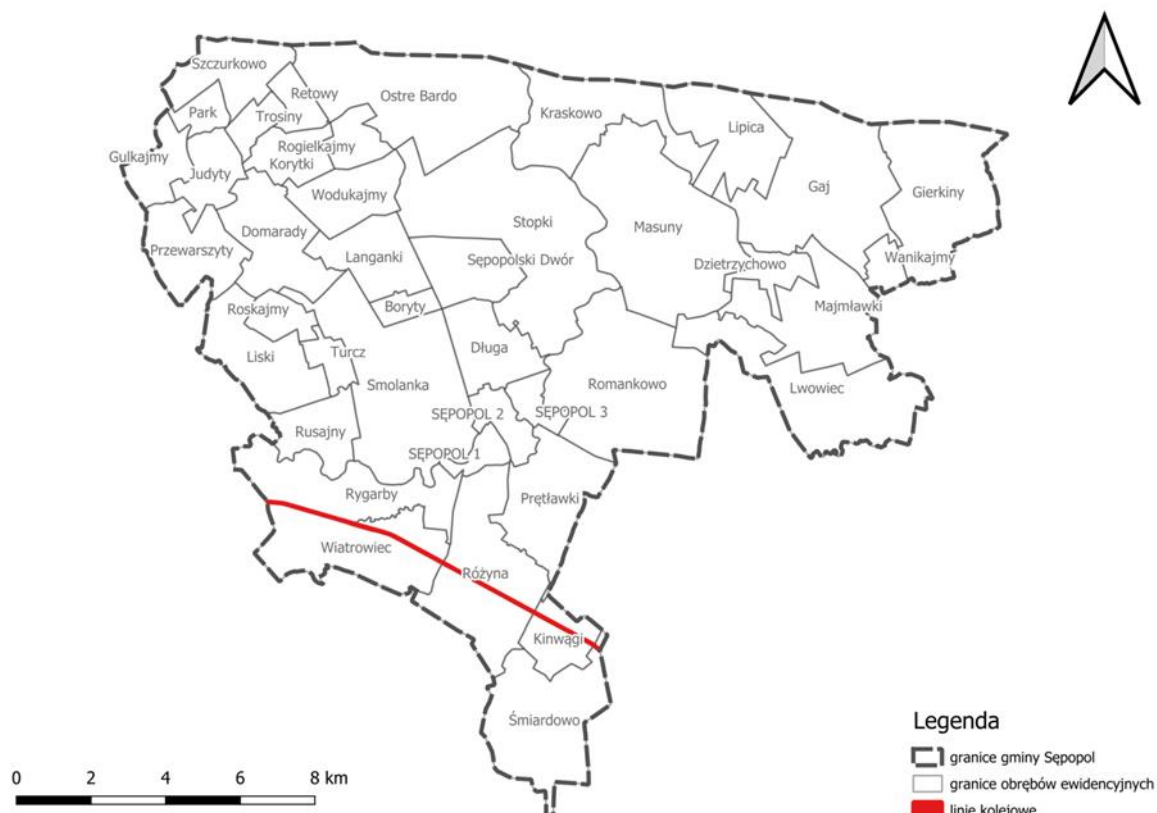 Szczurkowo
Retowy
Ostre Bardo
Park
Trosiny
Kraskowo
Lipica
Gulkajmy
Rogielkajmy
Korytki
Judyty
Wodukajmy
Gaj
Gierkiny
Stopki
Masuny
Domarady
Przewarszyty
Langanki
Sępopolski Dwór
Dzietrzychowo
Wanikajmy
Boryty
Roskajmy
Majmławki
Długa
Turcz
Liski
Smolanka
Romankowo
Lwowiec
SĘPOPOL 2
SĘPOPOL 3
Rusajny
SĘPOPOL 1
Rygarby
Prętławki
Wiatrowiec
Różyna
Kinwągi
Śmiardowo
Legenda
granice gminy Sępopol
granice obrębów ewidencyjnych
linie kolejowe
0 2 4 6 8 km